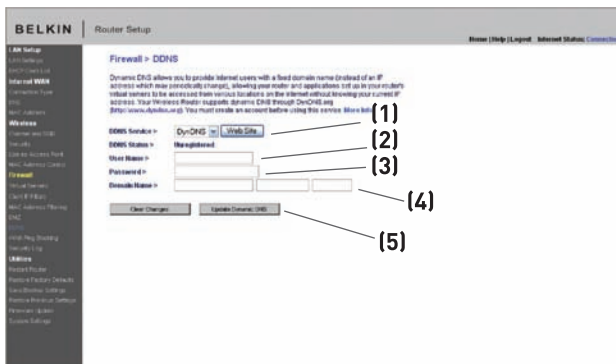 BELKIN
Router Setup
Home | Help | Logout Internet Status:
LAN Setup
LAN Settings
DHCP Client List
Internet WAN
Connection Type
DNS
MAC Address
Wireless
Channel and SSID
Security
Use as Access Point
MAC Address Control
Firewall
Virtual Servers
Client IP Filters
MAC Address Filtering
DMZ
DDNS
WAN Ping Blocking
Security Log
Utilities
Restart Router
Restore Factory Defaults
Save/Backup Settings
Restore Previous Settings
Firmware Update
System Settings
Firewall > DDNS
Dynamic DNS allows you to provide Internet users with a fixed domain name (instead of an IP
address which may periodically change), allowing your router and applications set up in your router's
virtual servers to be accessed from various locations on the Internet without knowing your current IP
address. Your Wireless Router supports dynamic DNS through DynDNS.org
(http://www.dyndns.org). You must create an account before using this service. More Info
DDNS Service > DynDNS Web Site
DDNS Status > Unregistered
User Name >
Password >
Domain Name >
Clear Changes Update Dynamic DNS
(1)
(2)
(3)
(4)
(5)